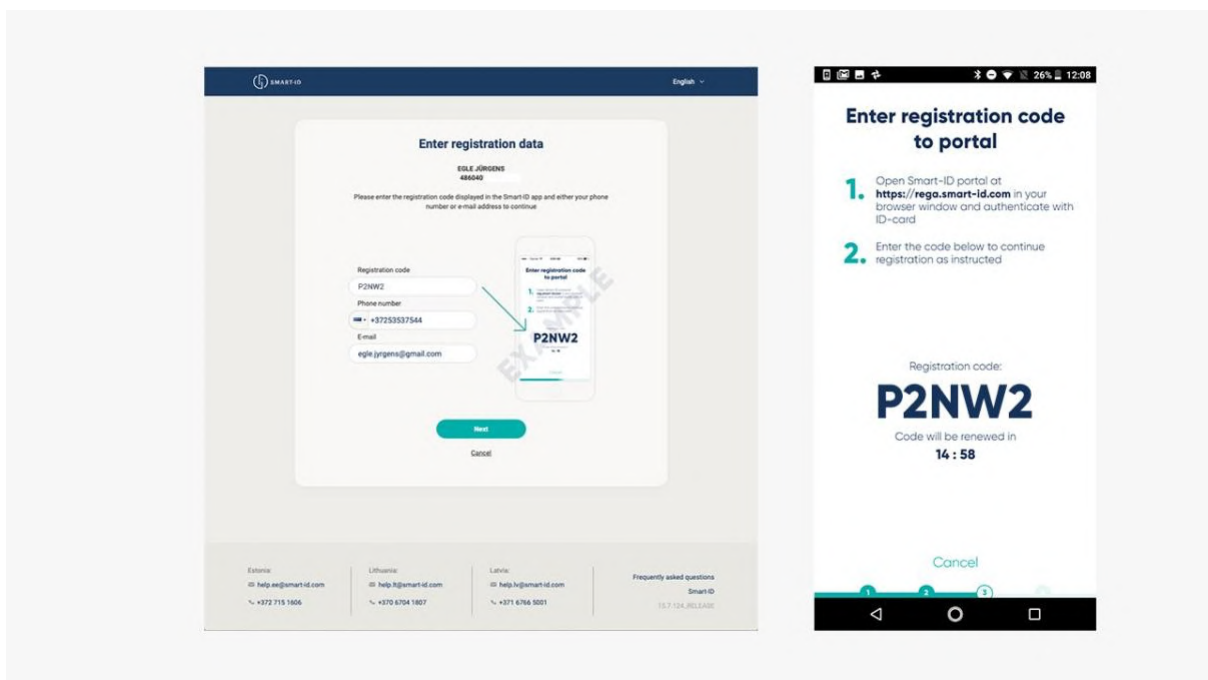 SMART-ID
English
Enter registration data
EGLE JÜRGENS
486040
Please enter the registration code displayed in the Smart-ID app and either your phone
number or e-mail address to continue
Registration code
P2NW2
Phone number
+37253537544
E-mail
egle.jyrgens@gmail.com
Enter registration code
to portal
1.
2.
P2NW2
EXAMPLE
Next
Cancel
Estonia:
help.ee@smart-id.com
+372 715 1606
Lithuania:
help.lt@smart-id.com
+370 6704 1807
Latvia:
help.lv@smart-id.com
+371 6766 5001
Frequently asked questions
Smart-ID
15.7.124_RELEASE
26% 12:08
Enter registration code
to portal
1. Open Smart-ID portal at
https://rega.smart-id.com in your
browser window and authenticate with
ID-card
2. Enter the code below to continue
registration as instructed
Registration code:
P2NW2
Code will be renewed in
14 : 58
Cancel
1 2 3